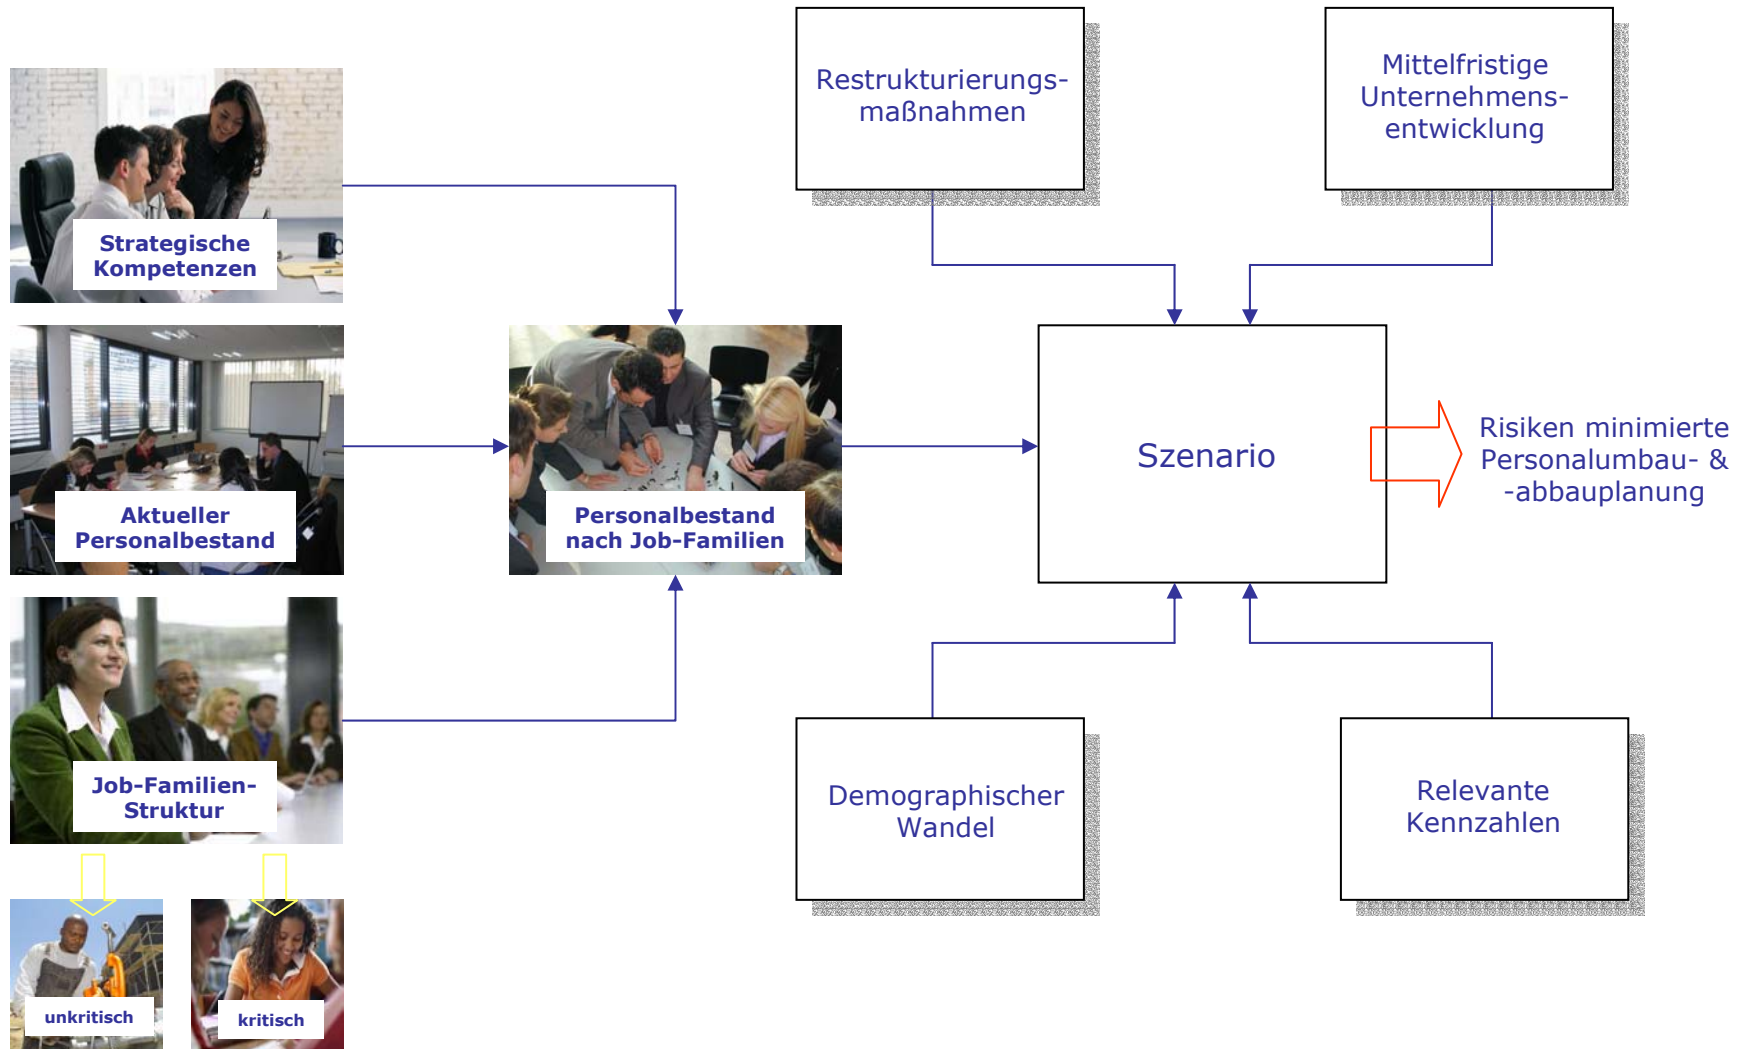 Restrukturierungs-
maßnahmen
Mittelfristige
Unternehmens-
entwicklung
Strategische
Kompetenzen
Aktueller
Personalbestand
Personalbestand
nach Job-Familien
Szenario
Risiken minimierte
Personalumbau- &
-abbauplanung
Job-Familien-
Struktur
Demographischer
Wandel
Relevante
Kennzahlen
unkritisch
kritisch